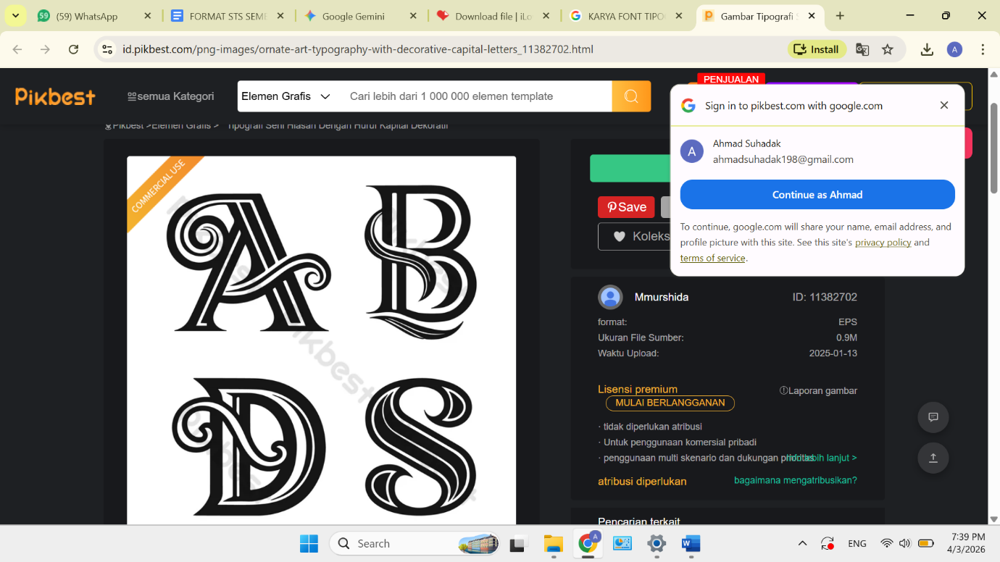 (59) WhatsApp
FORMAT STS SEME
Google Gemini
Download file | iLo
KARYA FONT TIPO
Gambar Tipografi S
id.pikbest.com/png-images/ornate-art-typography-with-decorative-capital-letters_11382702.html
Install
A
PENJUALAN
Pikbest
semua Kategori
Elemen Grafis
Cari lebih dari 1 000 000 elemen template
Sign in to pikbest.com with google.com
Pikbest >Elemen Grafis > Tipografi Seni Hiasan Dengan Huruf Kapital Dekoratif
A
Ahmad Suhadak
ahmadsuhadak198@gmail.com
Continue as Ahmad
To continue, google.com will share your name, email address, and
profile picture with this site. See this site's privacy policy and
terms of service.
COMMERCIAL USE
A B
D S
pikbest
Save
Koleks
Mmurshida
ID: 11382702
format: EPS
Ukuran File Sumber: 0.9M
Waktu Upload: 2025-01-13
Lisensi premium
MULAI BERLANGGANAN
Laporan gambar
· tidak diperlukan atribusi
· Untuk penggunaan komersial pribadi
· penggunaan multi skenario dan dukungan prioritas
lebih lanjut >
atribusi diperlukan
bagaimana mengatribusikan?
Pencarian terkait
Search
A
ENG
7:39 PM
4/3/2026